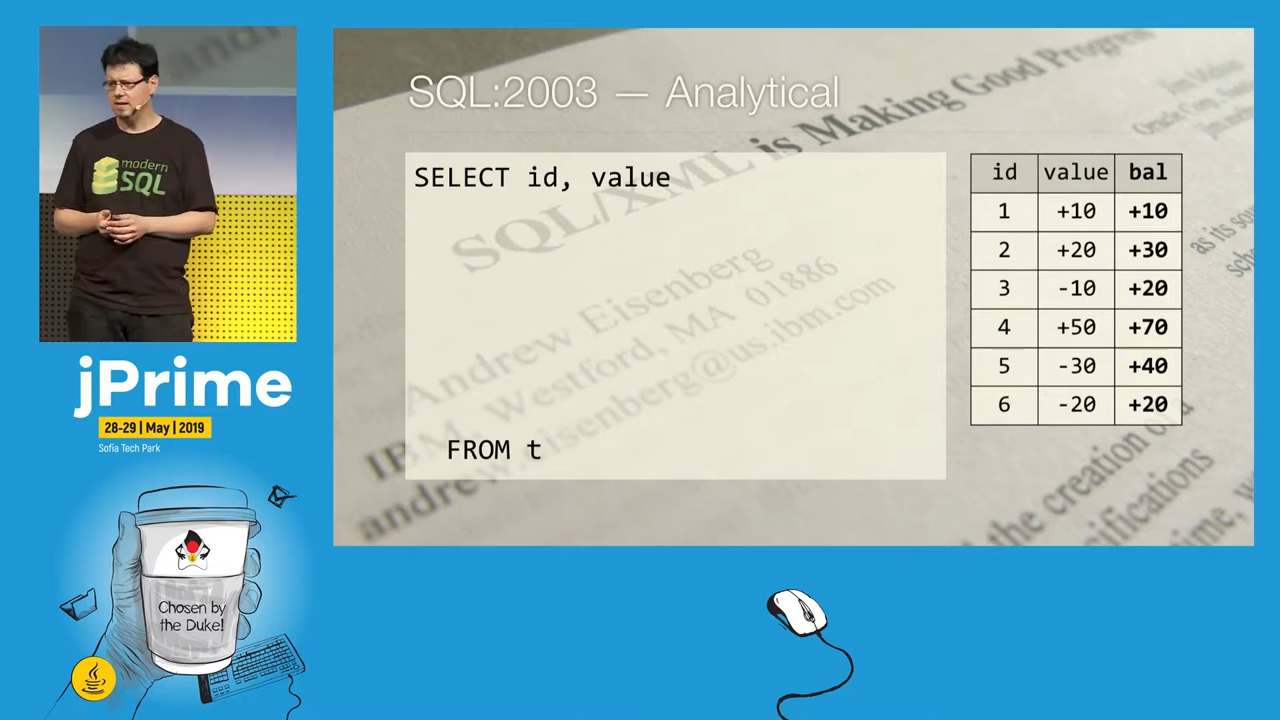 modern
SQL
jPrime
28-29 | May | 2019
Sofia Tech Park
Chosen by
the Duke!
SQL:2003 — Analytical
SELECT id, value
FROM t
id value bal
1 +10 +10
2 +20 +30
3 -10 +20
4 +50 +70
5 -30 +40
6 -20 +20
SQL/XML is Making Good Progress
Andrew Eisenberg
IBM, Westford, MA 01886
andrew.eisenberg@us.ibm.com
the creation of a